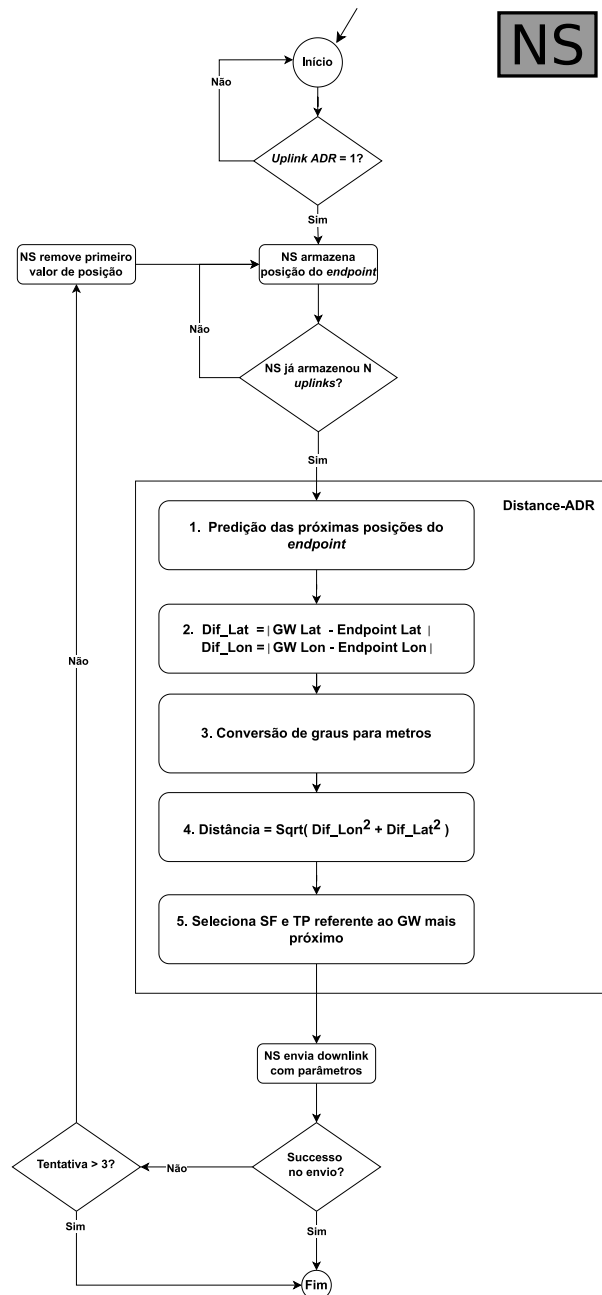 NS
Início
Não
Uplink ADR = 1?
Sim
NS remove primeiro
valor de posição
NS armazena
posição do endpoint
Não
NS já armazenou N
uplinks?
Sim
Distance-ADR
1. Predição das próximas posições do
endpoint
2. Dif_Lat = | GW Lat - Endpoint Lat |
Dif_Lon = | GW Lon - Endpoint Lon |
Não
3. Conversão de graus para metros
4. Distância = Sqrt( Dif_Lon² + Dif_Lat² )
5. Seleciona SF e TP referente ao GW mais
próximo
NS envia downlink
com parâmetros
Tentativa > 3?
Não
Successo
no envio?
Sim
Sim
Fim